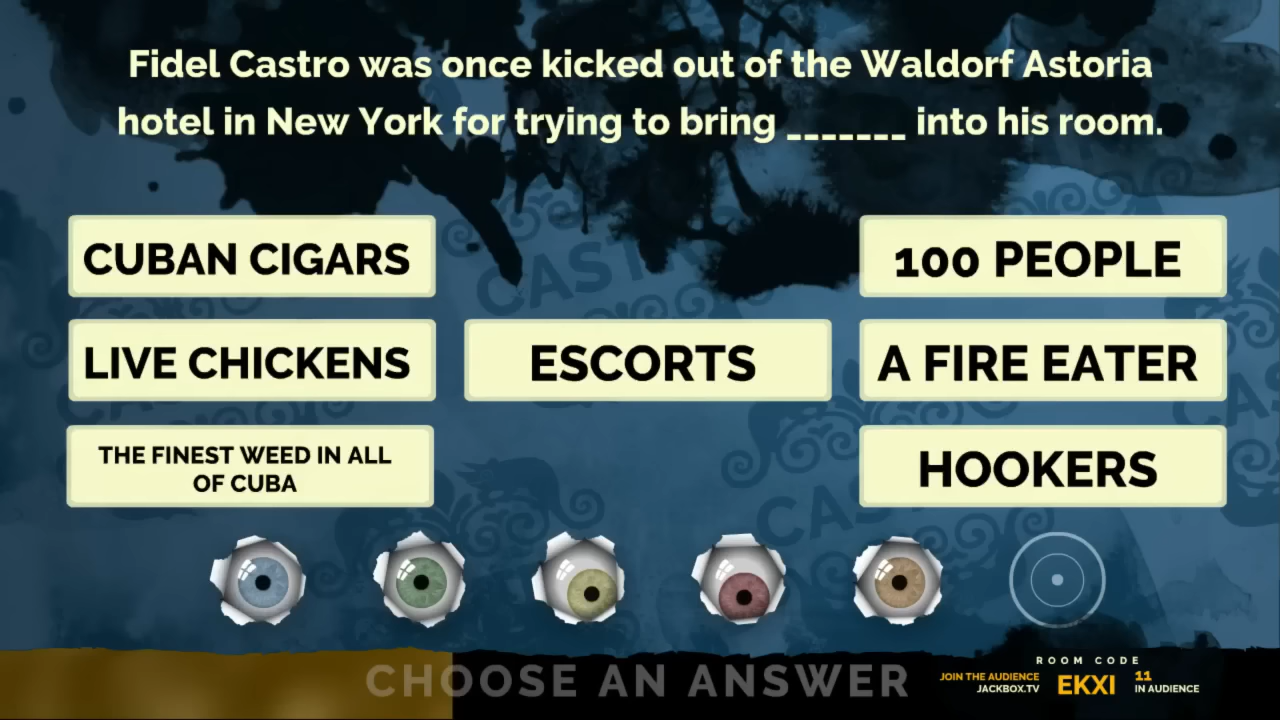 Fidel Castro was once kicked out of the Waldorf Astoria
hotel in New York for trying to bring _______ into his room.
CUBAN CIGARS
100 PEOPLE
LIVE CHICKENS
ESCORTS
A FIRE EATER
THE FINEST WEED IN ALL
OF CUBA
HOOKERS
CHOOSE AN ANSWER
ROOM CODE
JOIN THE AUDIENCE
JACKBOX.TV
EKXI
11
IN AUDIENCE